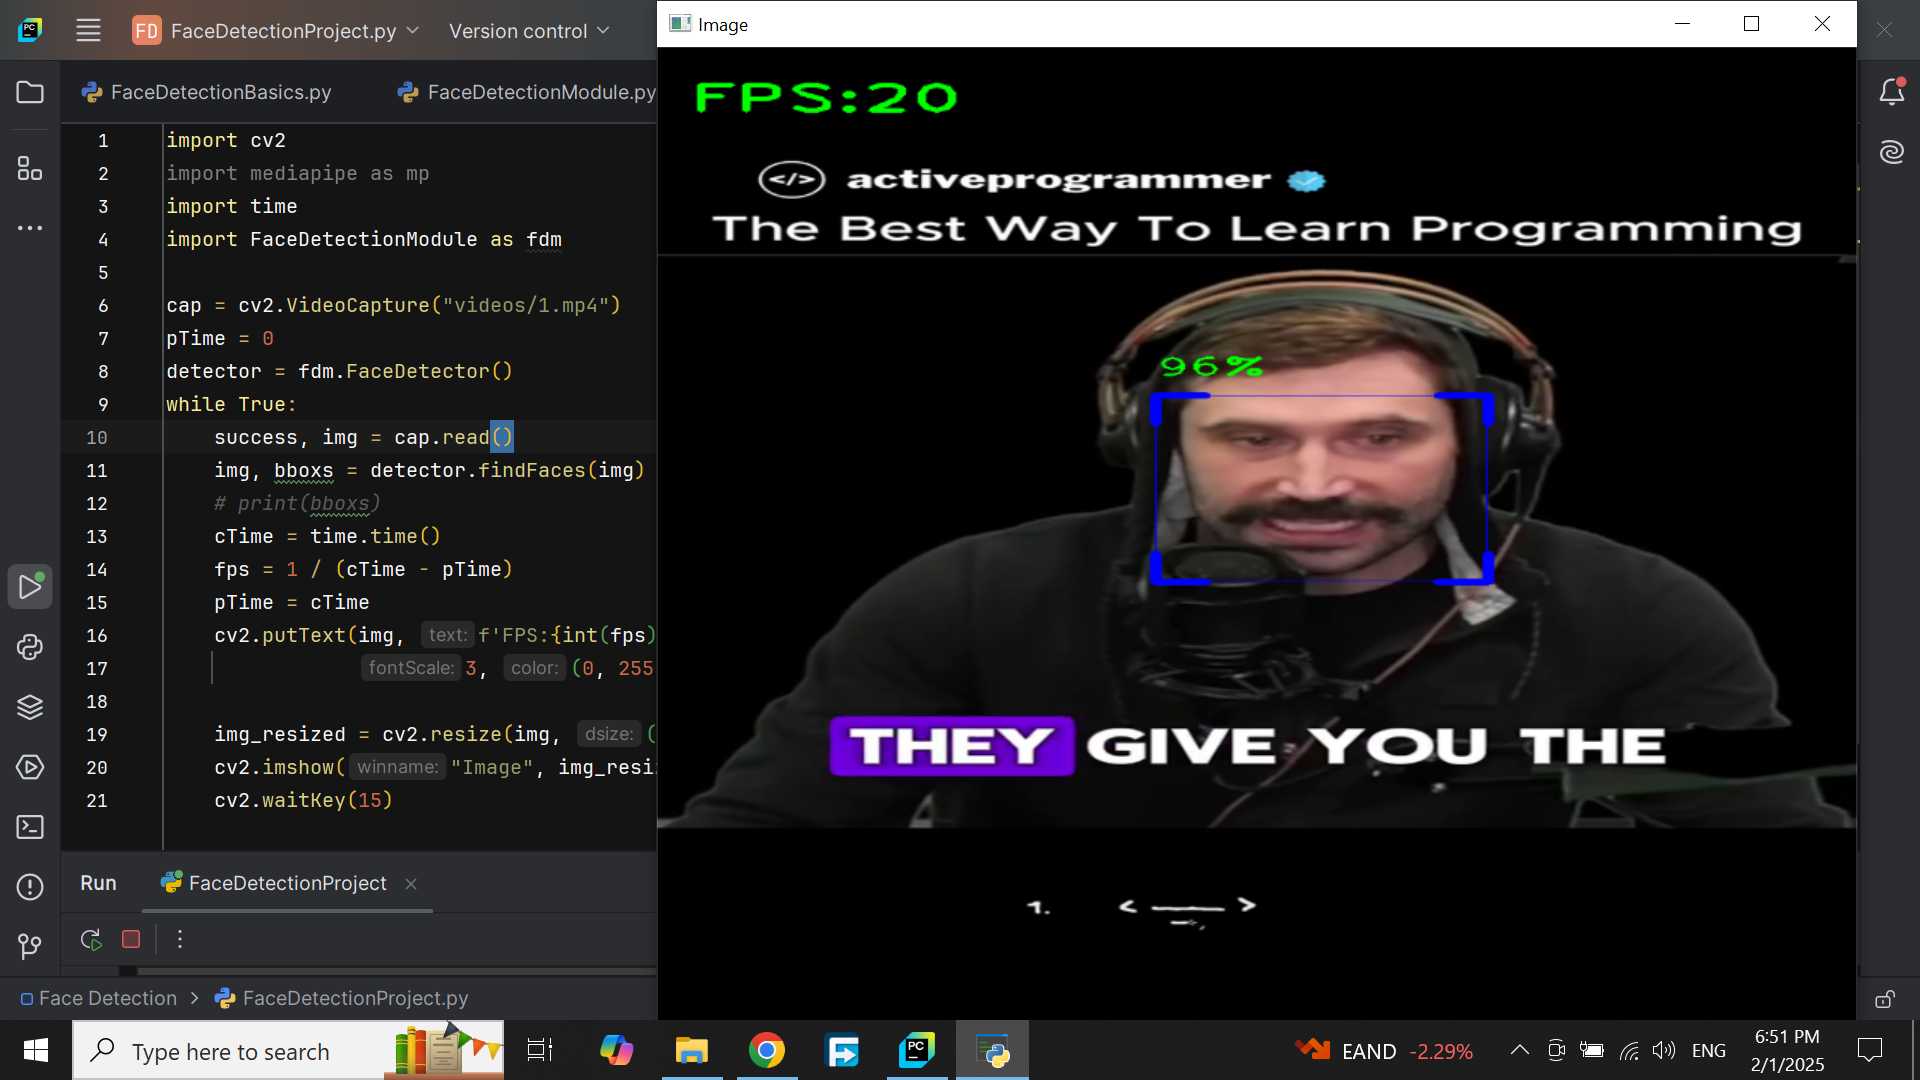 PC
FD FaceDetectionProject.py
Version control
Image
FaceDetectionBasics.py
FaceDetectionModule.py
1 import cv2
2 import mediapipe as mp
3 import time
4 import FaceDetectionModule as fdm
5
6 cap = cv2.VideoCapture("videos/1.mp4")
7 pTime = 0
8 detector = fdm.FaceDetector()
9 while True:
10 success, img = cap.read()
11 img, bboxs = detector.findFaces(img)
12 # print(bboxs)
13 cTime = time.time()
14 fps = 1 / (cTime - pTime)
15 pTime = cTime
16 cv2.putText(img, text: f'FPS:{int(fps)
17 fontScale: 3, color: (0, 255
18
19 img_resized = cv2.resize(img, dsize: (
20 cv2.imshow( winname: "Image", img_resi
21 cv2.waitKey(15)
FPS:20
</> activeprogrammer
The Best Way To Learn Programming
96%
THEY GIVE YOU THE
1. < >
Run
FaceDetectionProject
Face Detection > FaceDetectionProject.py
Type here to search
PC
EAND -2.29%
ENG
6:51 PM
2/1/2025